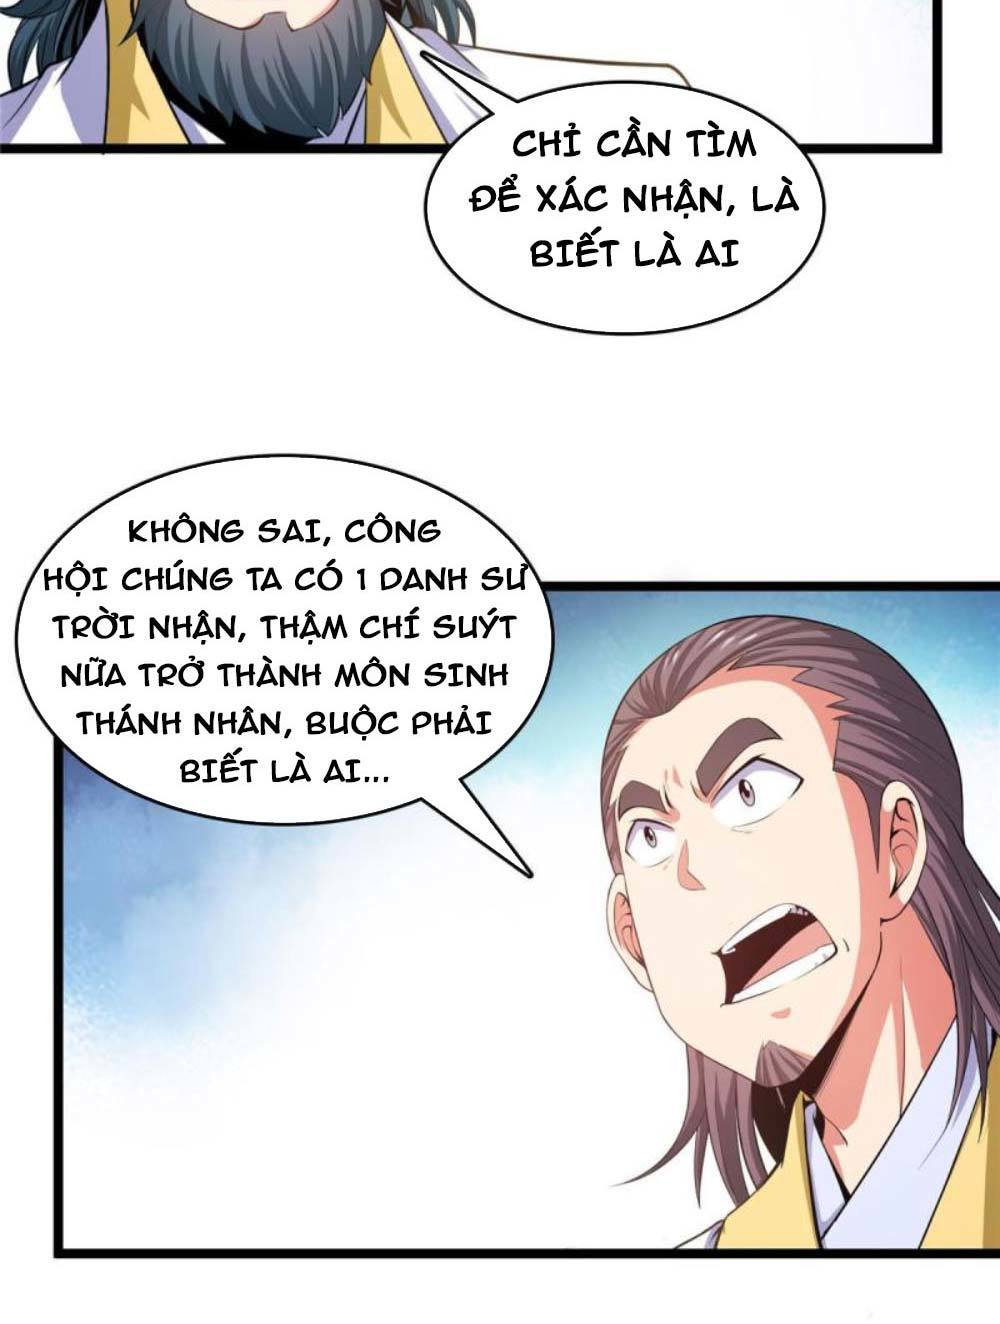 CHỈ CẦN TÌM
ĐỂ XÁC NHẬN, LÀ
BIẾT LÀ AI
KHÔNG SAI, CÔNG
HỘI CHÚNG TA CÓ 1 DANH SƯ
TRỜI NHẬN, THẬM CHÍ SUÝT
NỮA TRỞ THÀNH MÔN SINH
THÁNH NHÂN, BUỘC PHẢI
BIẾT LÀ AI...